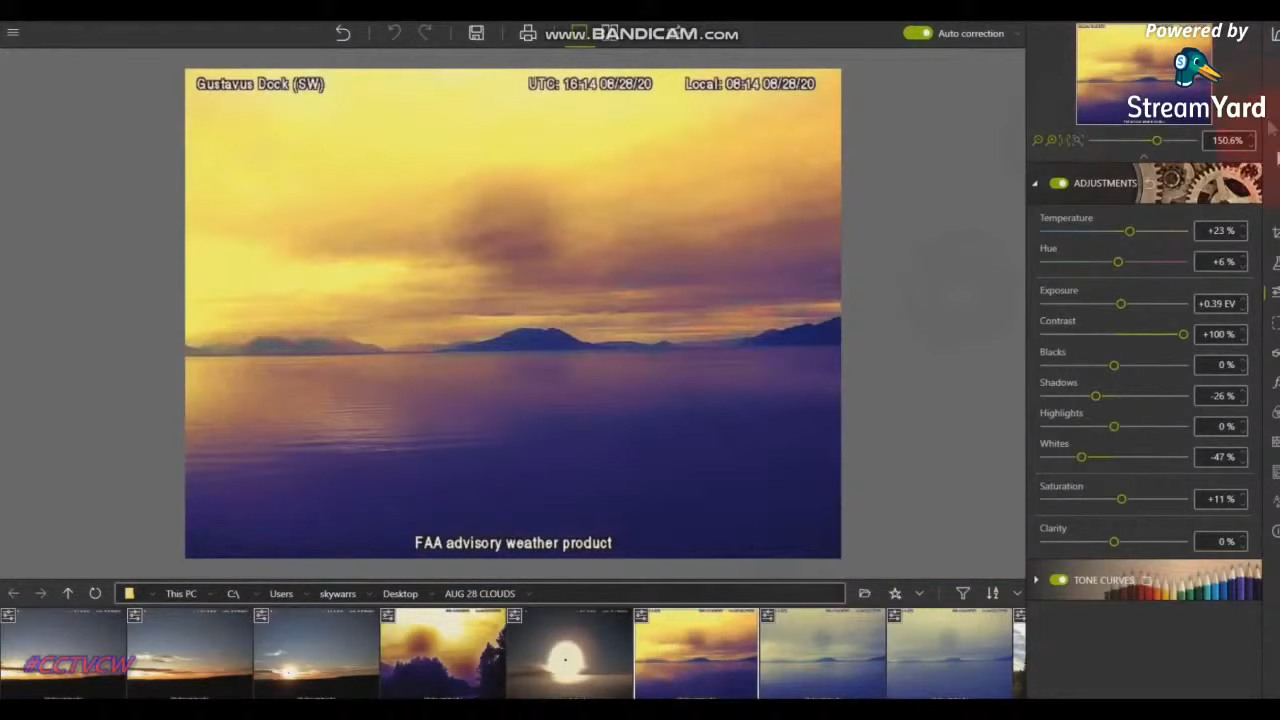 www.BANDICAM.com
Auto correction
Powered by
StreamYard
Gustavus Dock (SW)
UTC: 16:14 08/28/20
Local: 08:14 08/28/20
150.6%
ADJUSTMENTS
Temperature
+23 %
Hue
+6 %
Exposure
+0.39 EV
Contrast
+100 %
Blacks
0 %
Shadows
-26 %
Highlights
0 %
Whites
-47 %
Saturation
+11 %
Clarity
0 %
FAA advisory weather product
TONE CURVES
This PC
C:\
Users
skywarrs
Desktop
AUG 28 CLOUDS
#CCTVCW